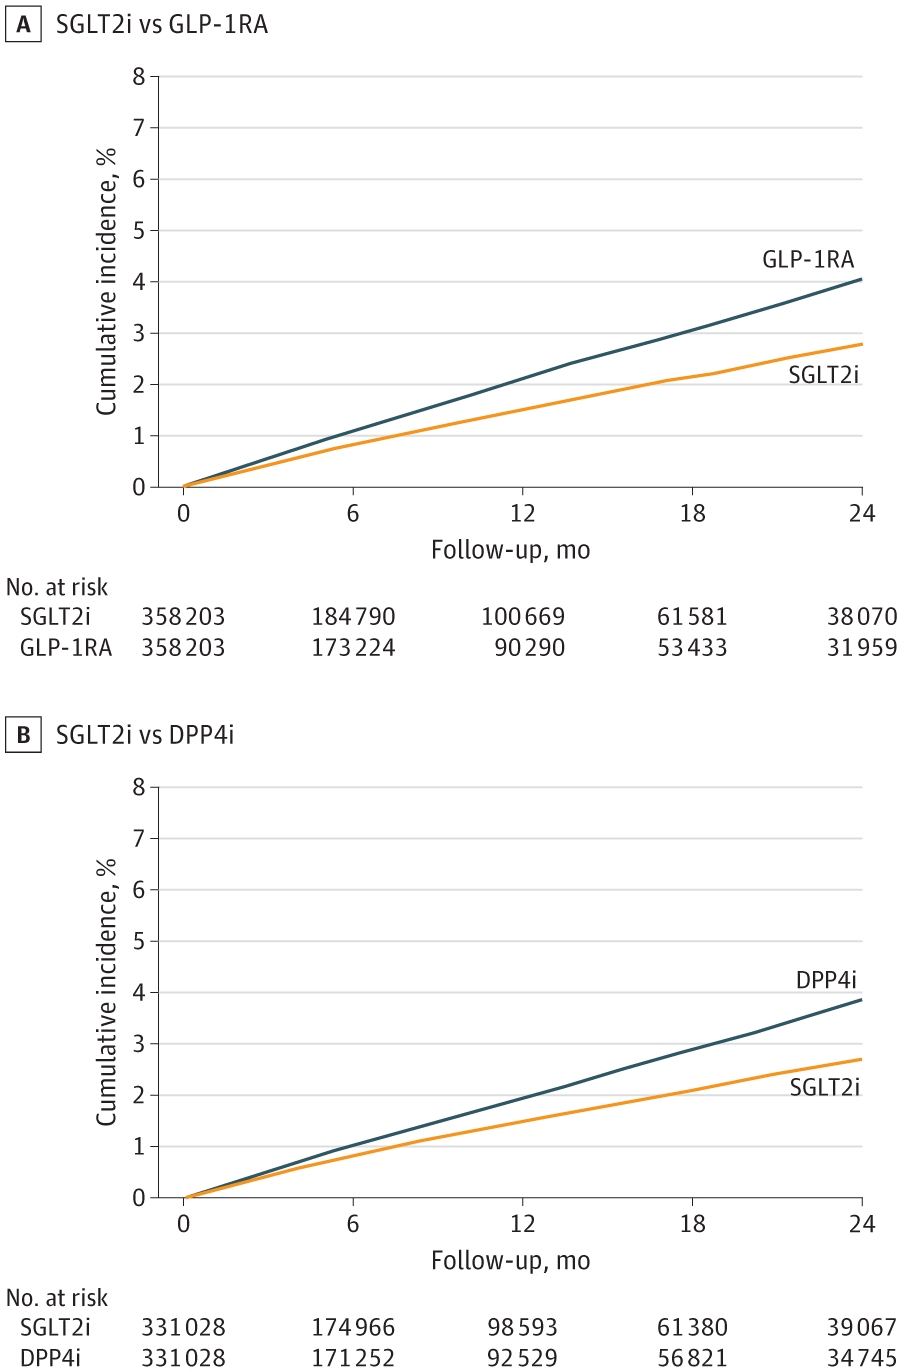 A SGLT2i vs GLP-1RA
8
7
6
5
4
3
2
1
0
Cumulative incidence, %
GLP-1RA
SGLT2i
0 6 12 18 24
Follow-up, mo
No. at risk
SGLT2i 358 203 184 790 100 669 61 581 38 070
GLP-1RA 358 203 173 224 90 290 53 433 31 959
B SGLT2i vs DPP4i
8
7
6
5
4
3
2
1
0
Cumulative incidence, %
DPP4i
SGLT2i
0 6 12 18 24
Follow-up, mo
No. at risk
SGLT2i 331 028 174 966 98 593 61 380 39 067
DPP4i 331 028 171 252 92 529 56 821 34 745